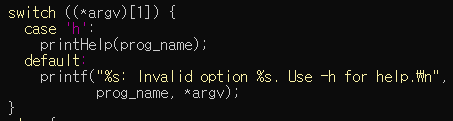 switch ((*argv)[1]) {
case 'h':
printHelp(prog_name);
default:
printf("%s: Invalid option %s. Use -h for help.₩n",
prog_name, *argv);
}